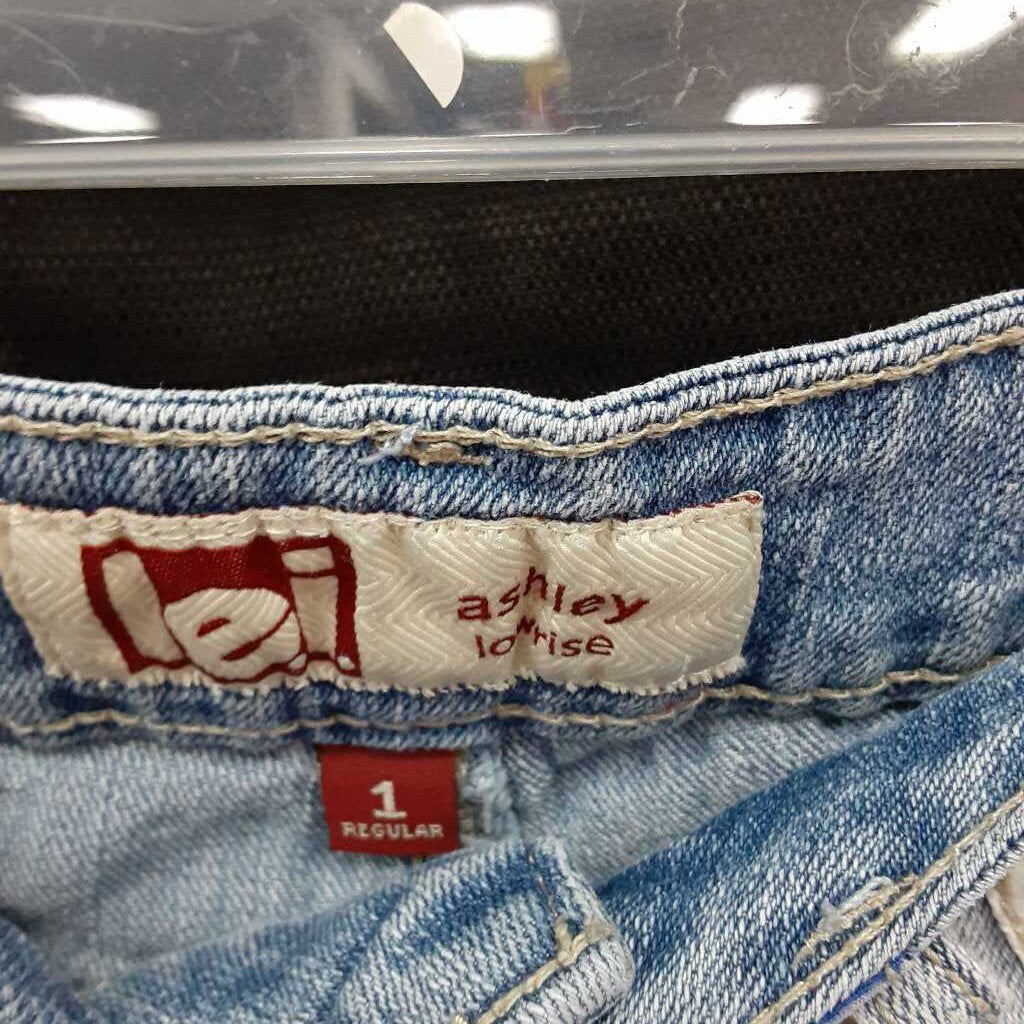 lei
ashley
lowrise
1
REGULAR